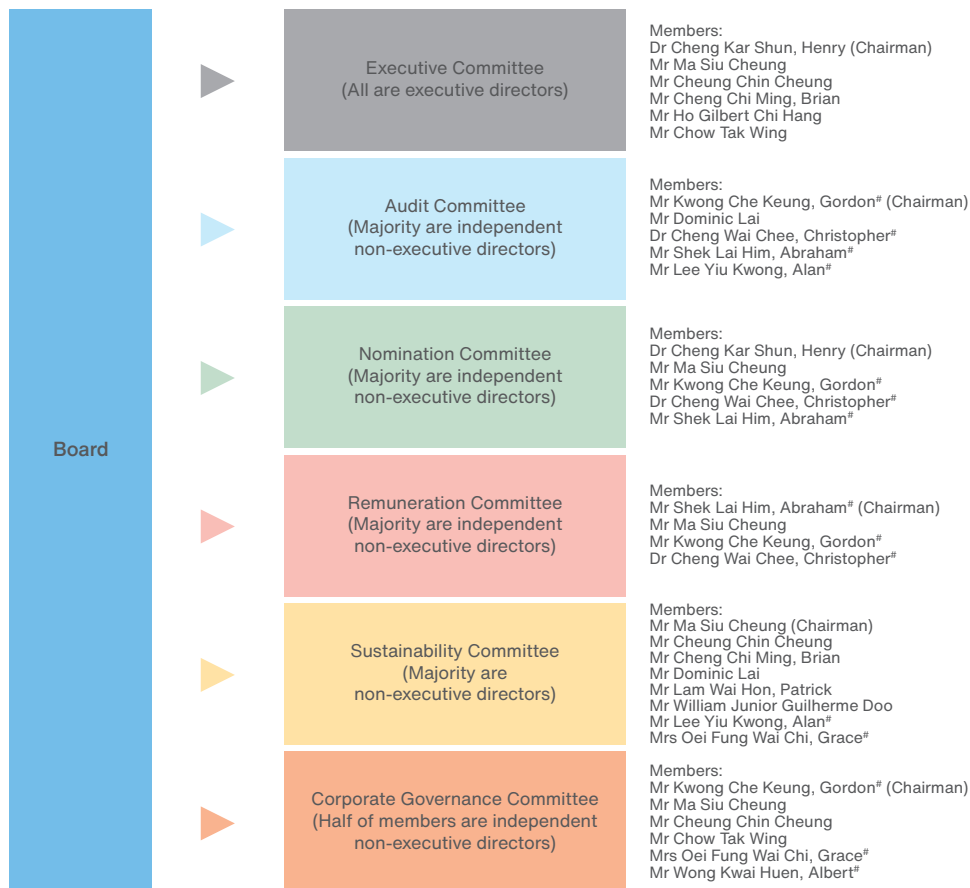 Board
Executive Committee
(All are executive directors)
Members:
Dr Cheng Kar Shun, Henry (Chairman)
Mr Ma Siu Cheung
Mr Cheung Chin Cheung
Mr Cheng Chi Ming, Brian
Mr Ho Gilbert Chi Hang
Mr Chow Tak Wing
Audit Committee
(Majority are independent
non-executive directors)
Members:
Mr Kwong Che Keung, Gordon# (Chairman)
Mr Dominic Lai
Dr Cheng Wai Chee, Christopher#
Mr Shek Lai Him, Abraham#
Mr Lee Yiu Kwong, Alan#
Nomination Committee
(Majority are independent
non-executive directors)
Members:
Dr Cheng Kar Shun, Henry (Chairman)
Mr Ma Siu Cheung
Mr Kwong Che Keung, Gordon#
Dr Cheng Wai Chee, Christopher#
Mr Shek Lai Him, Abraham#
Remuneration Committee
(Majority are independent
non-executive directors)
Members:
Mr Shek Lai Him, Abraham# (Chairman)
Mr Ma Siu Cheung
Mr Kwong Che Keung, Gordon#
Dr Cheng Wai Chee, Christopher#
Sustainability Committee
(Majority are
non-executive directors)
Members:
Mr Ma Siu Cheung (Chairman)
Mr Cheung Chin Cheung
Mr Cheng Chi Ming, Brian
Mr Dominic Lai
Mr Lam Wai Hon, Patrick
Mr William Junior Guilherme Doo
Mr Lee Yiu Kwong, Alan#
Mrs Oei Fung Wai Chi, Grace#
Corporate Governance Committee
(Half of members are independent
non-executive directors)
Members:
Mr Kwong Che Keung, Gordon# (Chairman)
Mr Ma Siu Cheung
Mr Cheung Chin Cheung
Mr Chow Tak Wing
Mrs Oei Fung Wai Chi, Grace#
Mr Wong Kwai Huen, Albert#